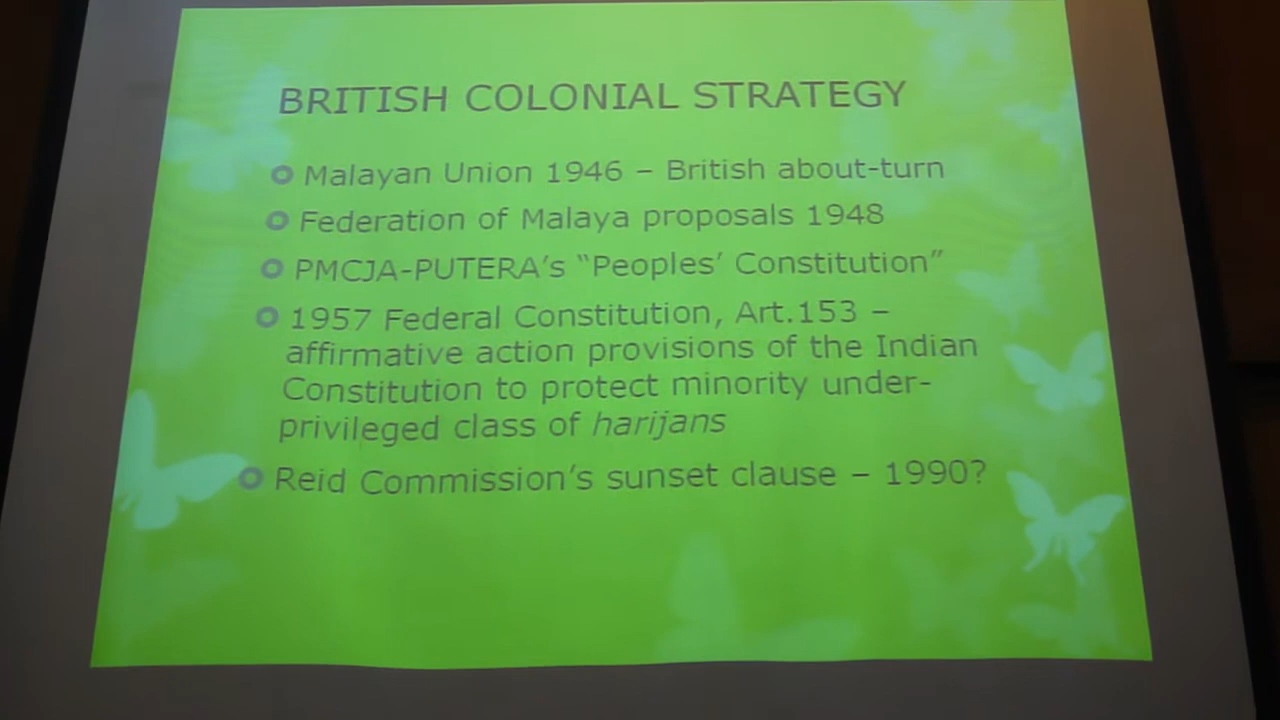 BRITISH COLONIAL STRATEGY
Malayan Union 1946 – British about-turn
Federation of Malaya proposals 1948
PMCJA-PUTERA’s “Peoples’ Constitution”
1957 Federal Constitution, Art.153 –
affirmative action provisions of the Indian
Constitution to protect minority under-
privileged class of harijans
Reid Commission’s sunset clause – 1990?